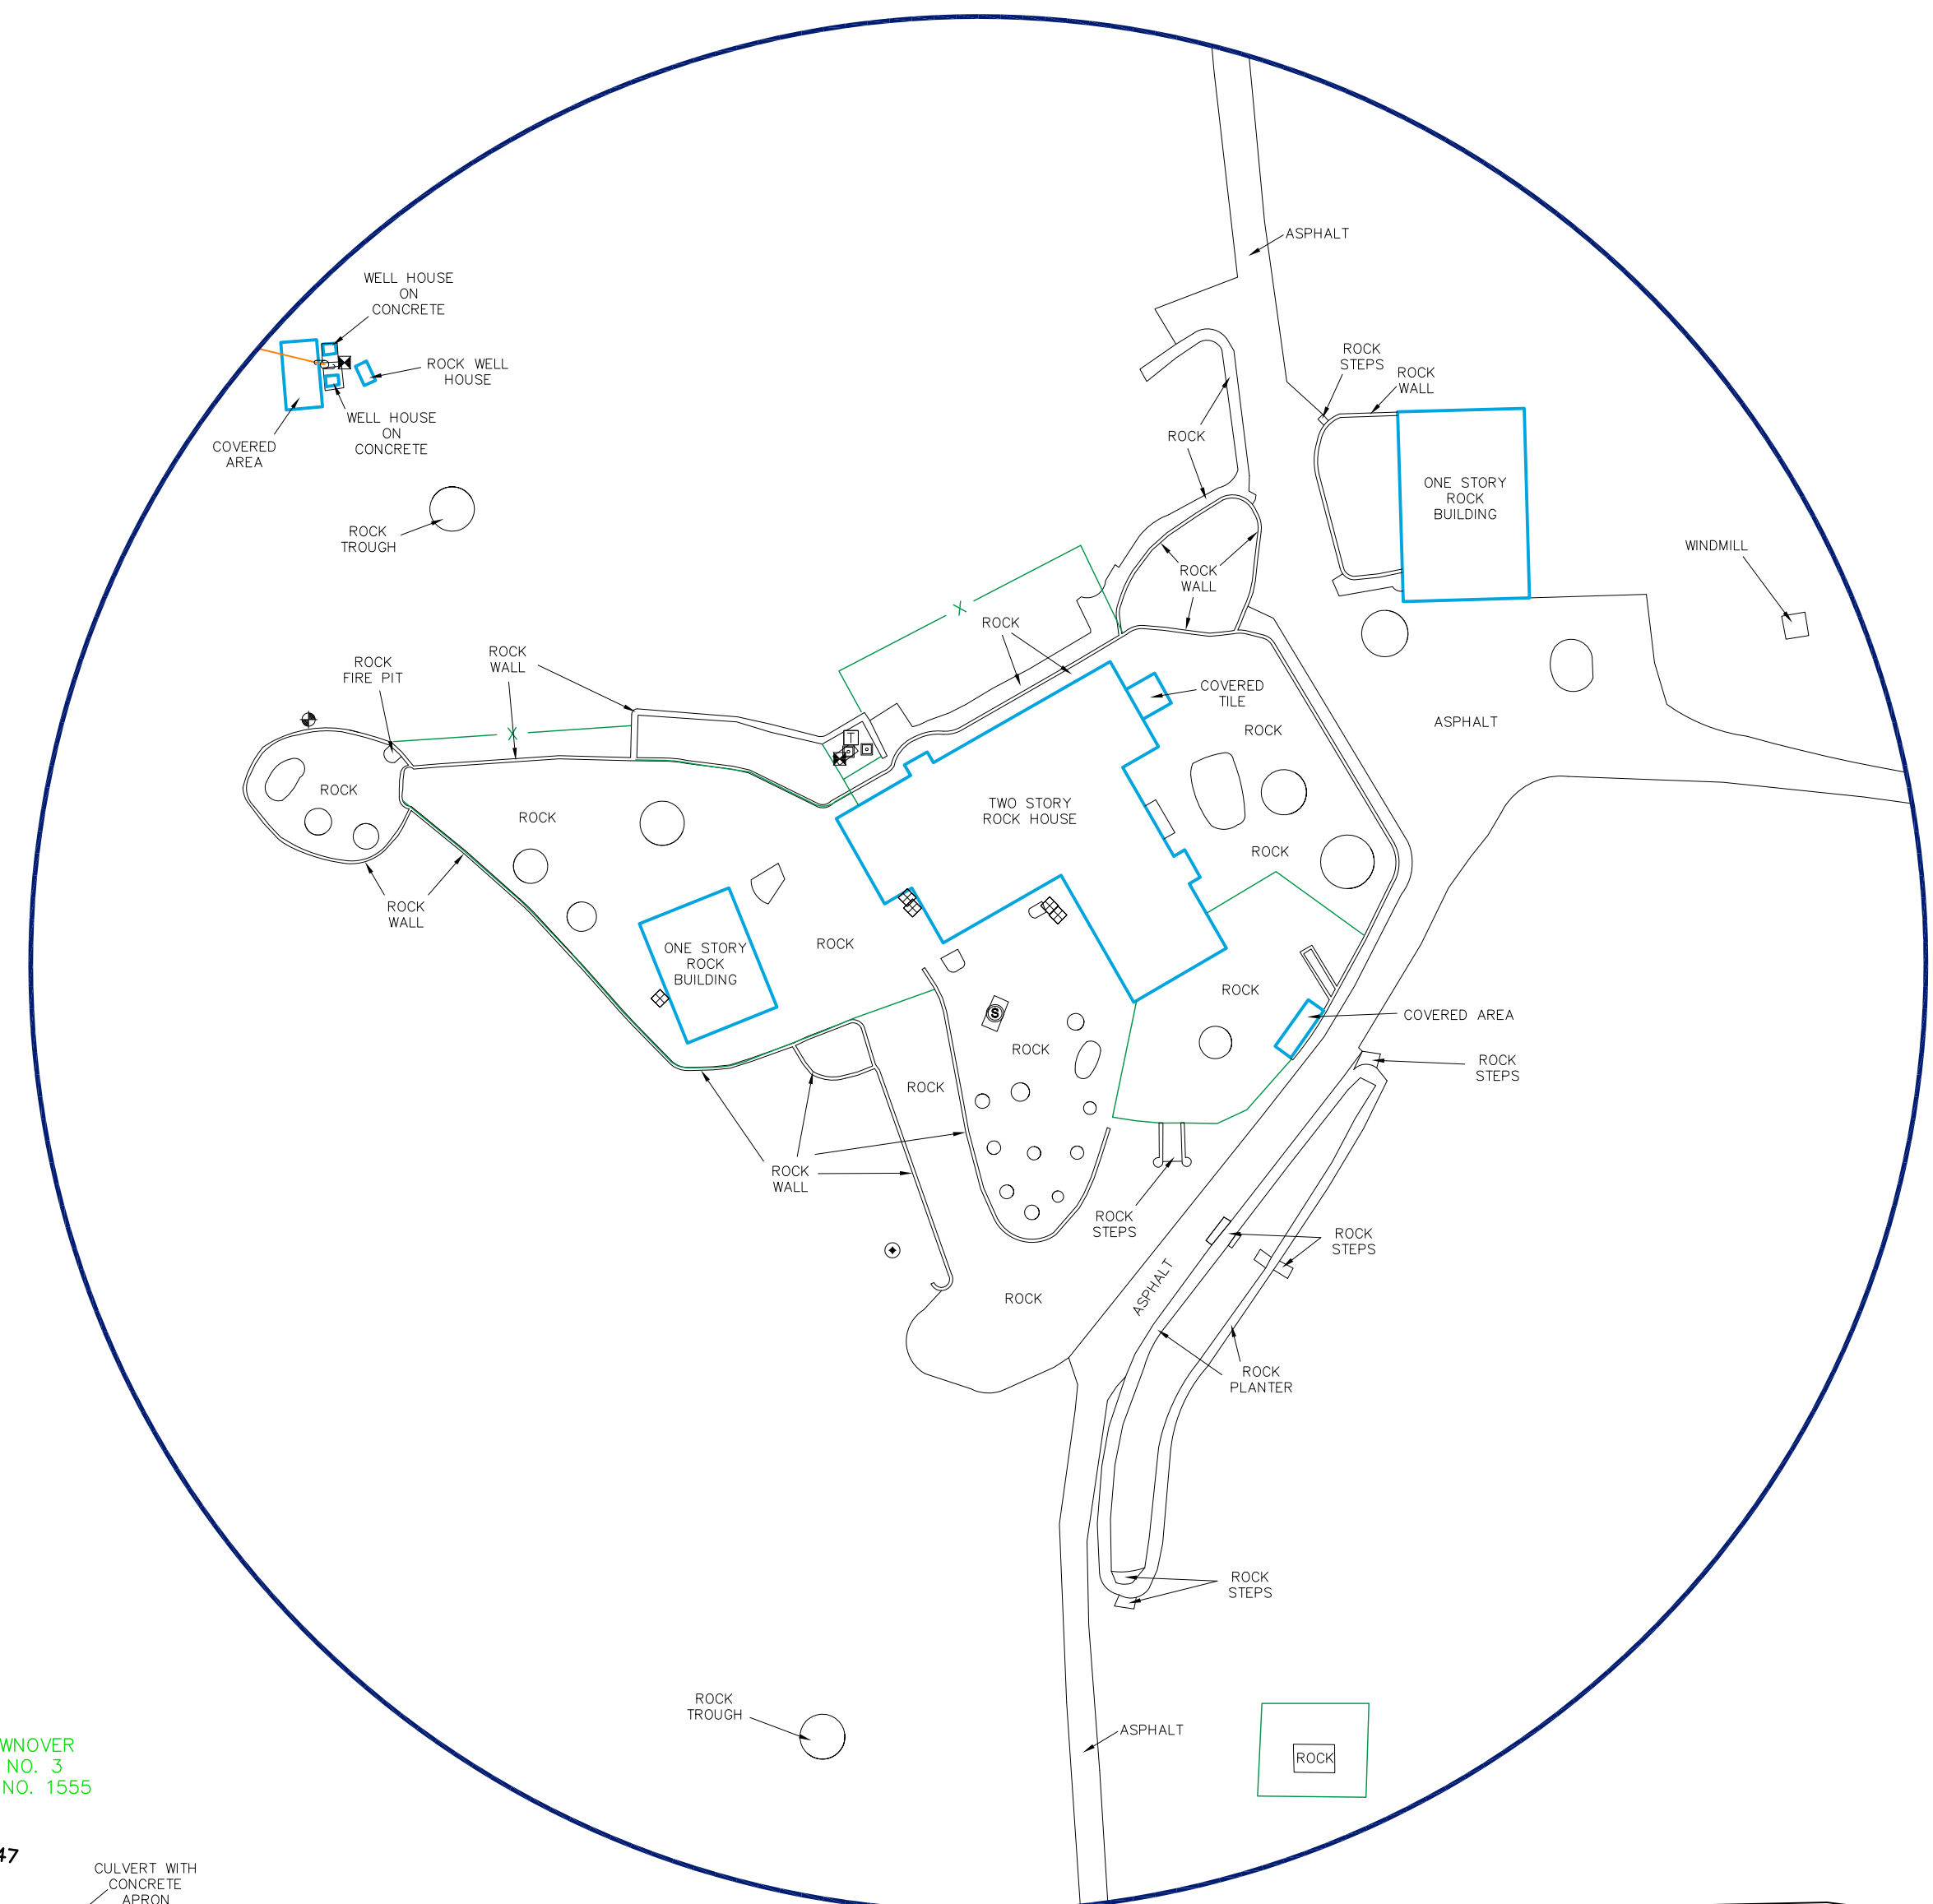 ASPHALT
WELL HOUSE
ON
CONCRETE
ROCK WELL
HOUSE
WELL HOUSE
ON
CONCRETE
COVERED
AREA
ROCK
STEPS
ROCK
WALL
ROCK
ONE STORY
ROCK
BUILDING
ROCK
TROUGH
WINDMILL
ROCK
WALL
ROCK
ROCK
WALL
ROCK
FIRE PIT
COVERED
TILE
ROCK
ASPHALT
X
X
T
ROCK
ROCK
TWO STORY
ROCK HOUSE
ROCK
ROCK
WALL
ROCK
ONE STORY
ROCK
BUILDING
ROCK
S
COVERED AREA
ROCK
ROCK
STEPS
ROCK
ROCK
WALL
ROCK
STEPS
ROCK
STEPS
ASPHALT
ROCK
ROCK
PLANTER
ROCK
STEPS
ROCK
TROUGH
ASPHALT
ROCK
WNOVER
NO. 3
NO. 1555
47
CULVERT WITH
CONCRETE
APRON